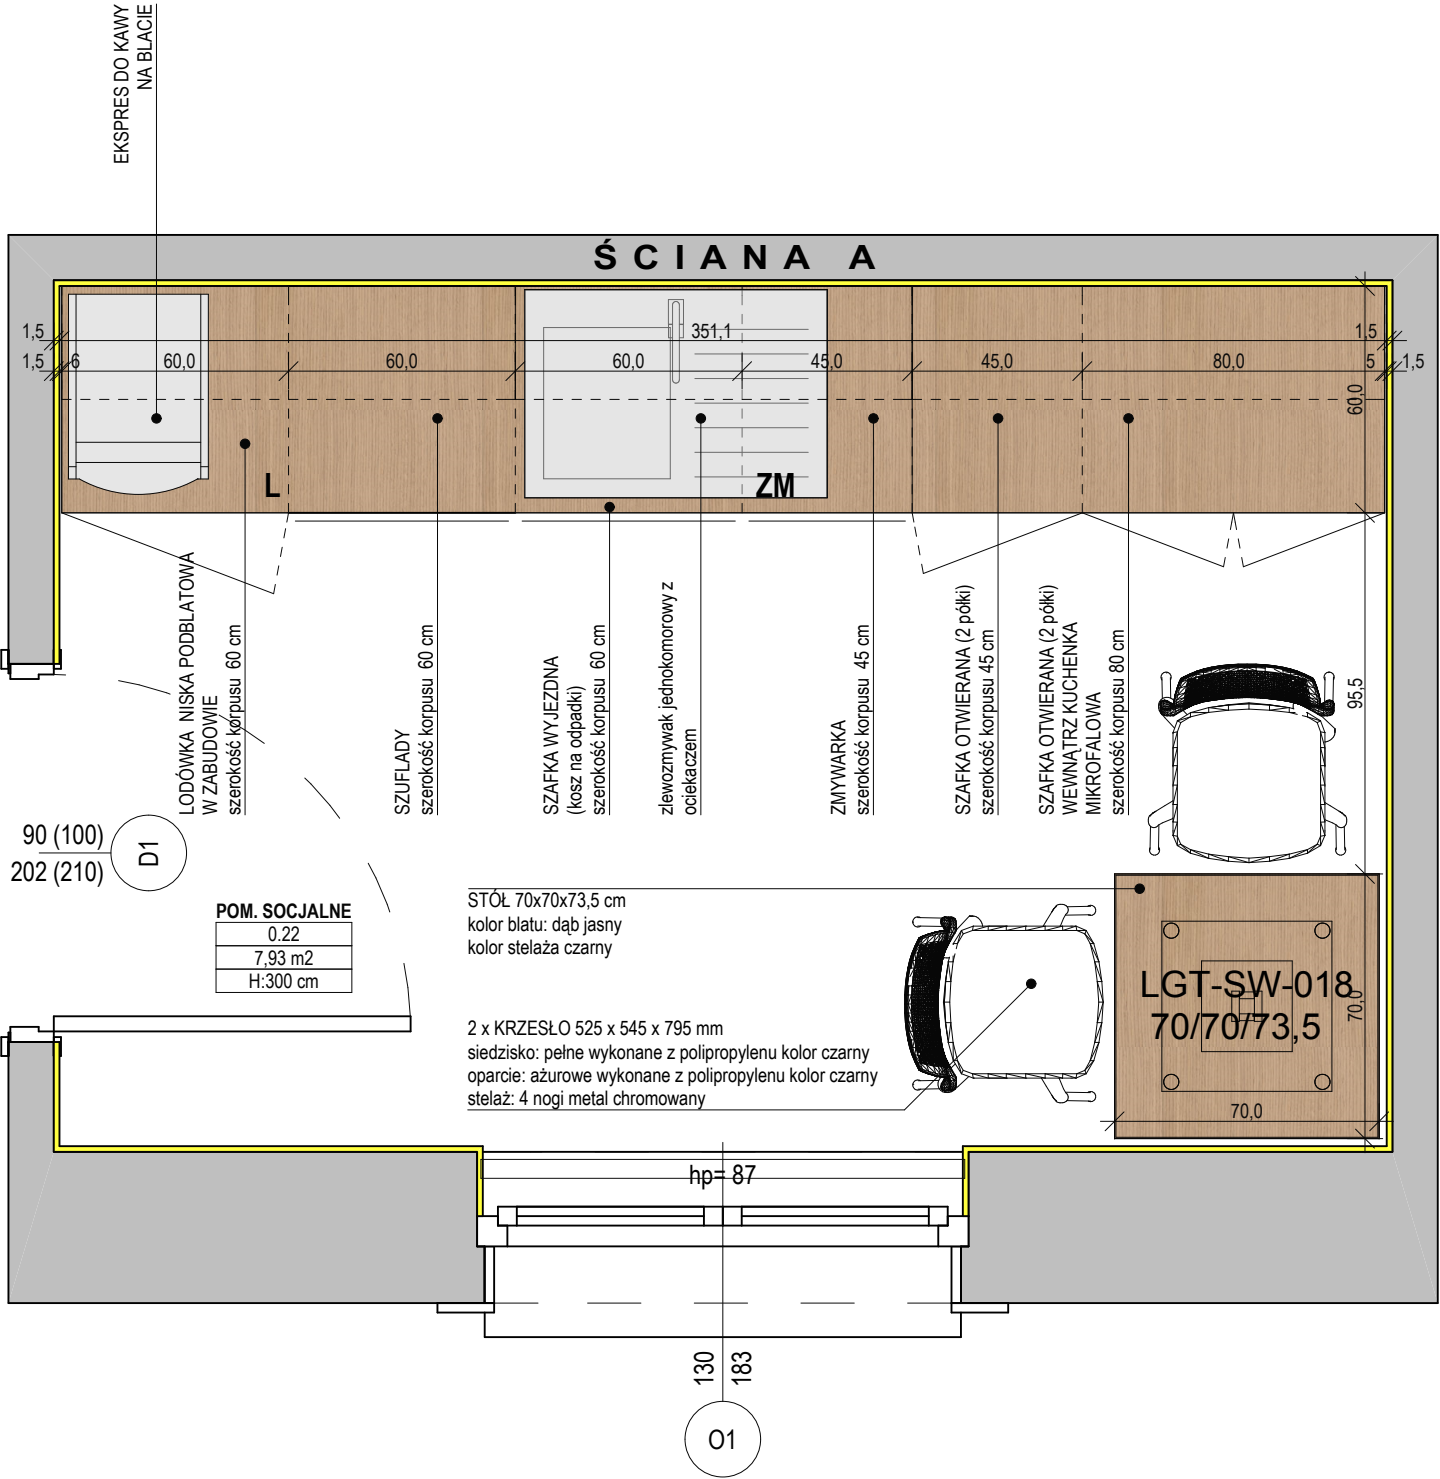 EKSPRES DO KAWY
NA BLACIE
ŚCIANA A
1,5
351,1
1,5
1,5
6
60,0
60,0
60,0
45,0
45,0
80,0
5
1,5
60,0
L
ZM
LODÓWKA NISKA PODBLATOWA
W ZABUDOWIE
szerokość korpusu 60 cm
SZUFLADY
szerokość korpusu 60 cm
SZAFKA WYJEZDNA
(kosz na odpadki)
szerokość korpusu 60 cm
zlewozmywak jednokomorowy z
ociekaczem
ZMYWARKA
szerokość korpusu 45 cm
SZAFKA OTWIERANA (2 półki)
szerokość korpusu 45 cm
SZAFKA OTWIERANA (2 półki)
WEWNĄTRZ KUCHENKA
MIKROFALOWA
szerokość korpusu 80 cm
95,5
90 (100)
202 (210)
D1
POM. SOCJALNE
0.22
7,93 m2
H:300 cm
STÓŁ 70x70x73,5 cm
kolor blatu: dąb jasny
kolor stelaża czarny
LGT-SW-018
70/70/73,5
70,0
70,0
2 x KRZESŁO 525 x 545 x 795 mm
siedzisko: pełne wykonane z polipropylenu kolor czarny
oparcie: ażurowe wykonane z polipropylenu kolor czarny
stelaż: 4 nogi metal chromowany
hp= 87
130
183
O1